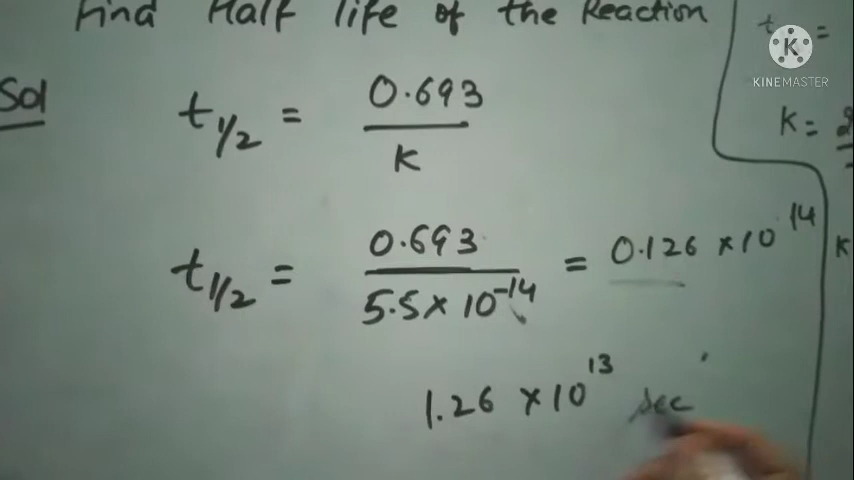 Find Half life of the Reaction
Sol
t1/2 = 0.693 / K
t1/2 = 0.693 / 5.5 × 10^-14 = 0.126 × 10^14
1.26 × 10^13 sec
t =
K =
K
K
KINEMASTER